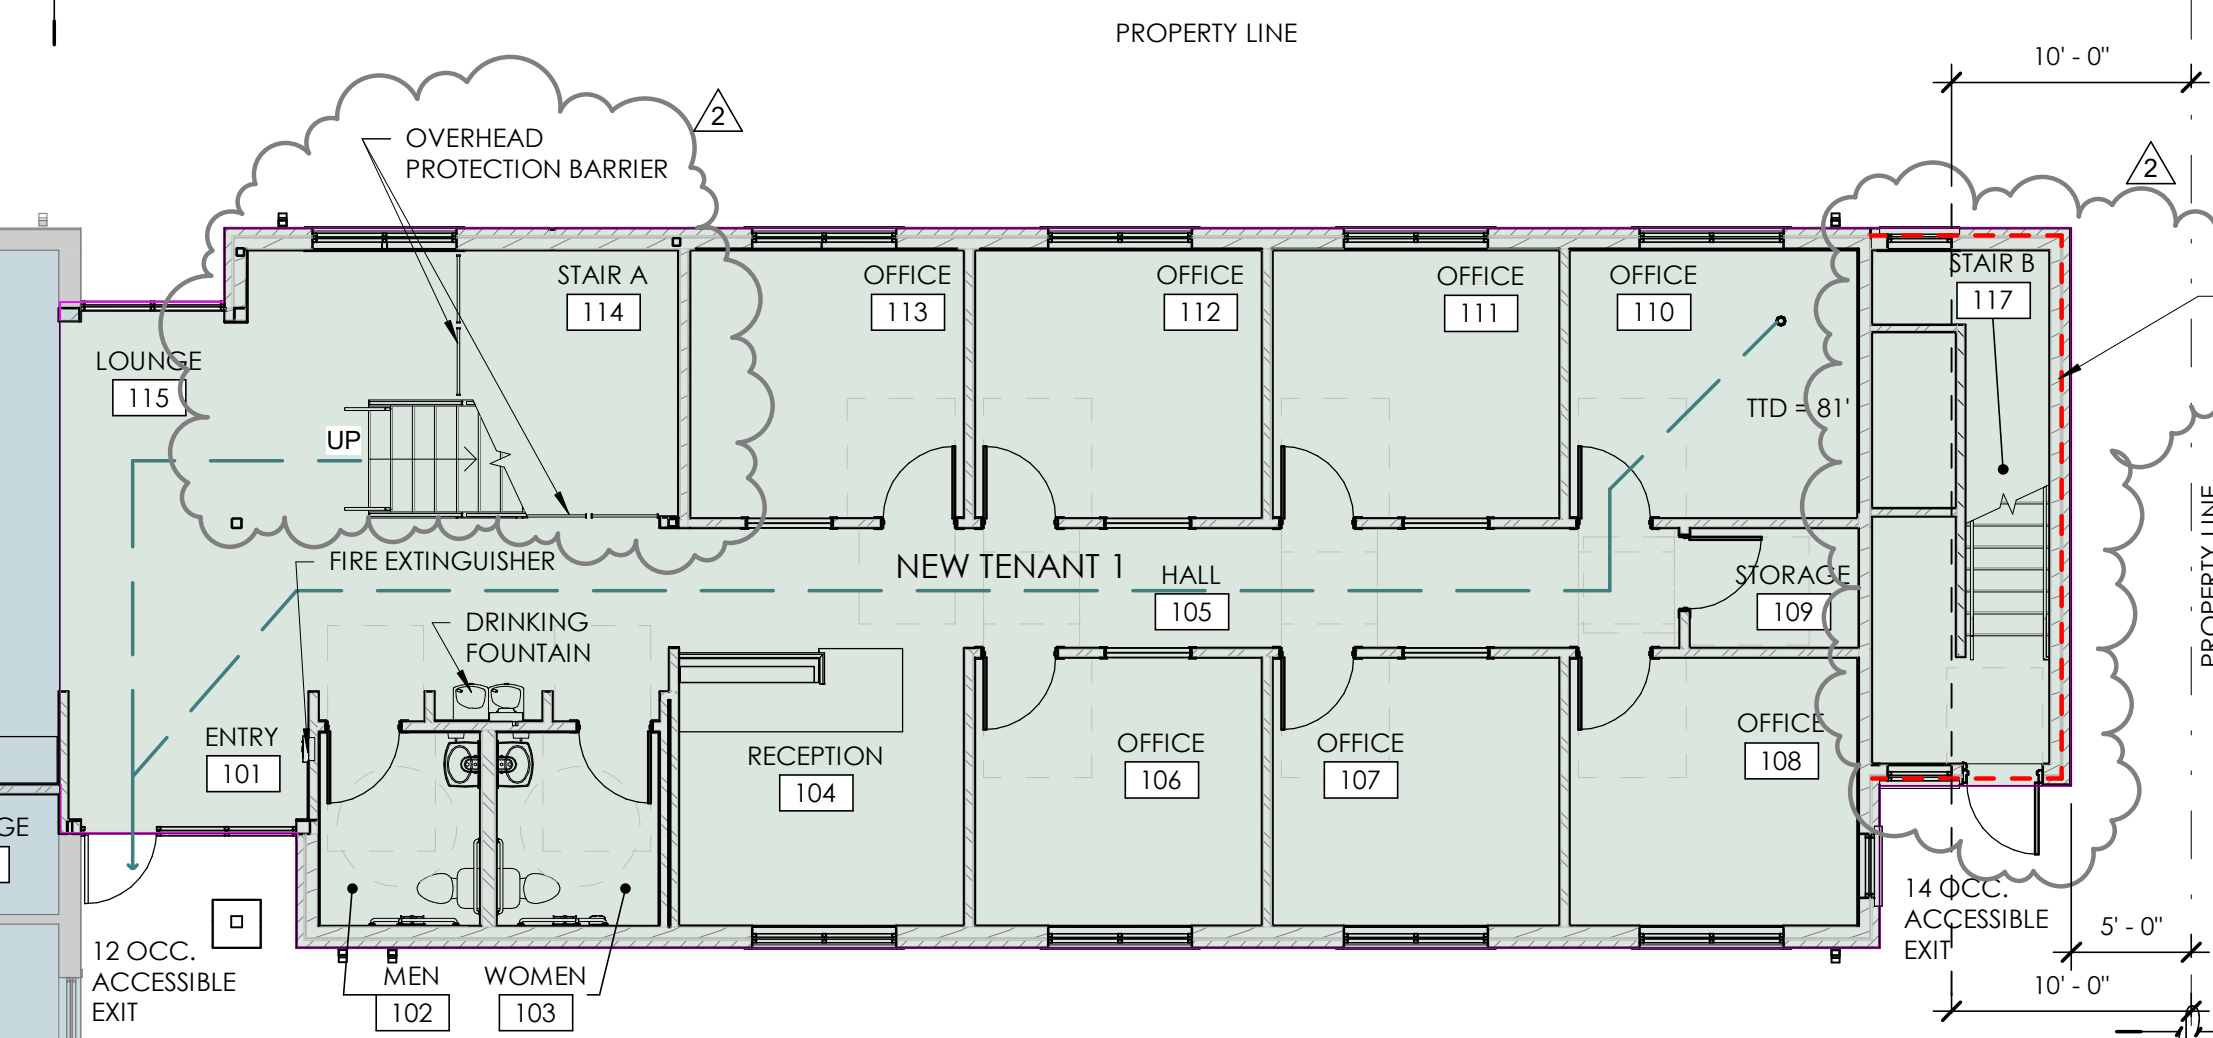 PROPERTY LINE
10' - 0"
2
OVERHEAD
PROTECTION BARRIER
2
STAIR A
114
OFFICE
113
OFFICE
112
OFFICE
111
OFFICE
110
STAIR B
117
LOUNGE
115
TTD = 81'
UP
FIRE EXTINGUISHER
NEW TENANT 1
HALL
105
STORAGE
109
PROPERTY LINE
DRINKING
FOUNTAIN
ENTRY
101
RECEPTION
104
OFFICE
106
OFFICE
107
OFFICE
108
GE
12 OCC.
ACCESSIBLE
EXIT
MEN
102
WOMEN
103
14 OCC.
ACCESSIBLE
EXIT
5' - 0"
10' - 0"